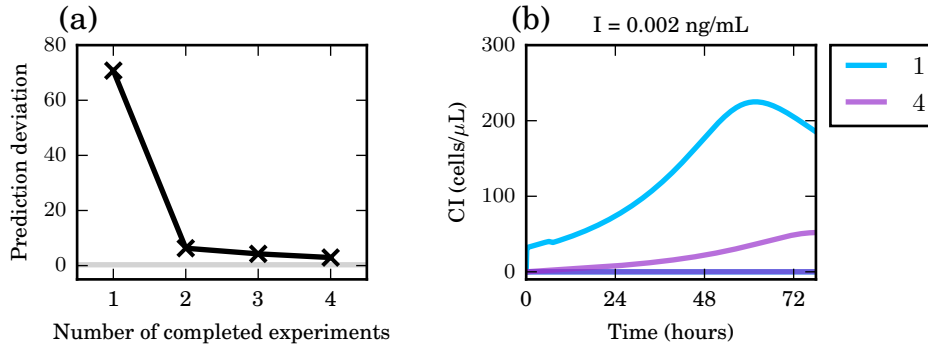 (a)
80
60
40
20
0
Prediction deviation
1 2 3 4
Number of completed experiments
(b)
I = 0.002 ng/mL
300
200
100
0
CI (cells/μL)
0 24 48 72
Time (hours)
1
4